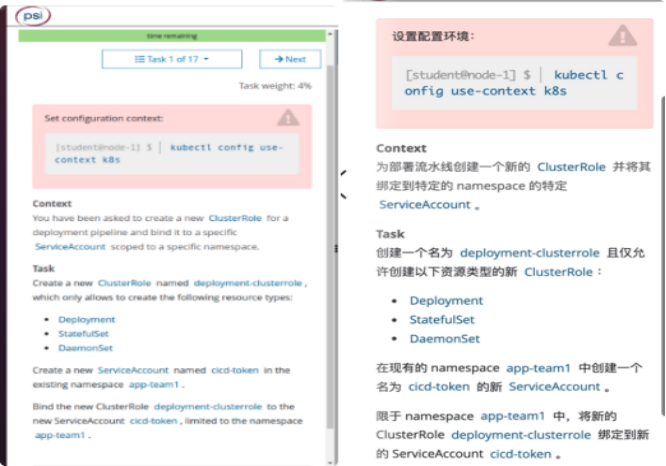 psi
time remaining
Task 1 of 17
Next
Task weight: 4%
Set configuration context:
[student@node-1] $ | kubectl config use-
context k8s
Context
You have been asked to create a new ClusterRole for a
deployment pipeline and bind it to a specific
ServiceAccount scoped to a specific namespace.
Task
Create a new ClusterRole named deployment-clusterrole,
which only allows to create the following resource types:
• Deployment
• StatefulSet
• DaemonSet
Create a new ServiceAccount named cicd-token in the
existing namespace app-team1.
Bind the new ClusterRole deployment-clusterrole to the
new ServiceAccount cicd-token, limited to the namespace
app-team1.
设置配置环境：
[student@node-1] $ | kubectl c
onfig use-context k8s
Context
为部署流水线创建一个新的 ClusterRole 并将其
绑定到特定的 namespace 的特定
ServiceAccount 。
Task
创建一个名为 deployment-clusterrole 且仅允
许创建以下资源类型的新 ClusterRole：
• Deployment
• StatefulSet
• DaemonSet
在现有的 namespace app-team1 中创建一个
名为 cicd-token 的新 ServiceAccount 。
限于 namespace app-team1 中，将新的
ClusterRole deployment-clusterrole 绑定到新
的 ServiceAccount cicd-token 。